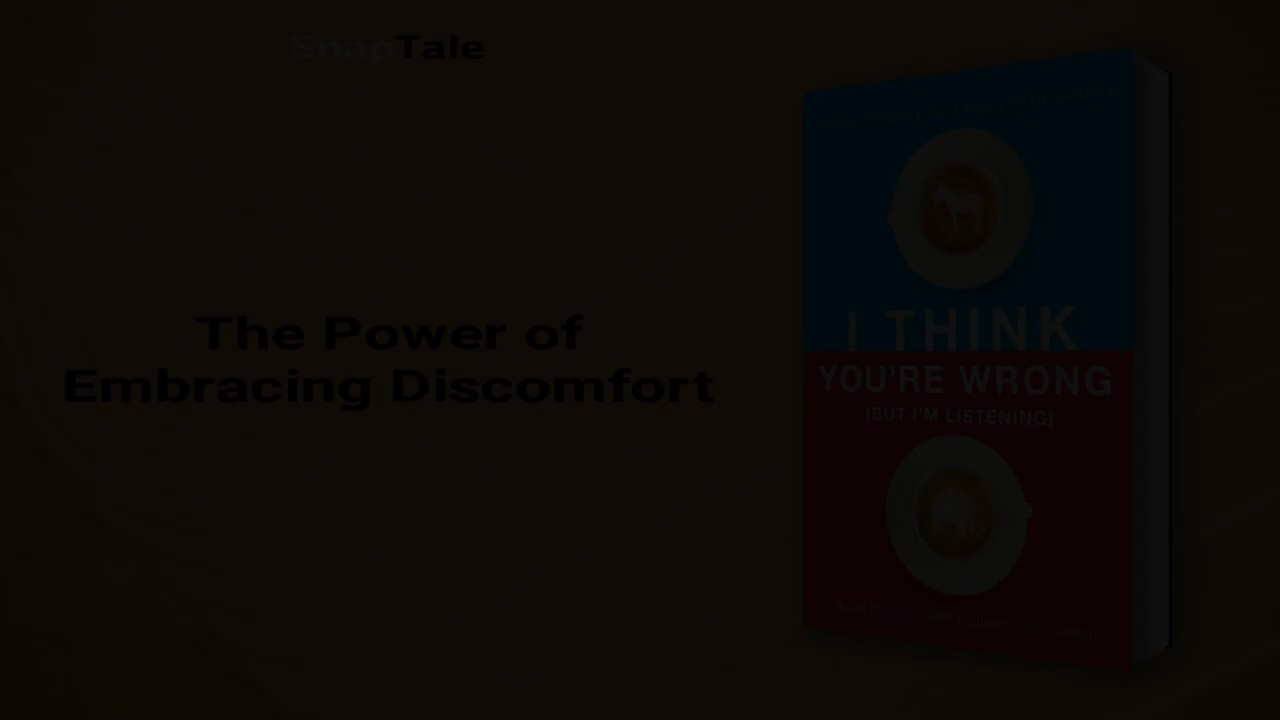 SnapTale
The Power of
Embracing Discomfort
I THINK
YOU'RE WRONG
(BUT I'M LISTENING)